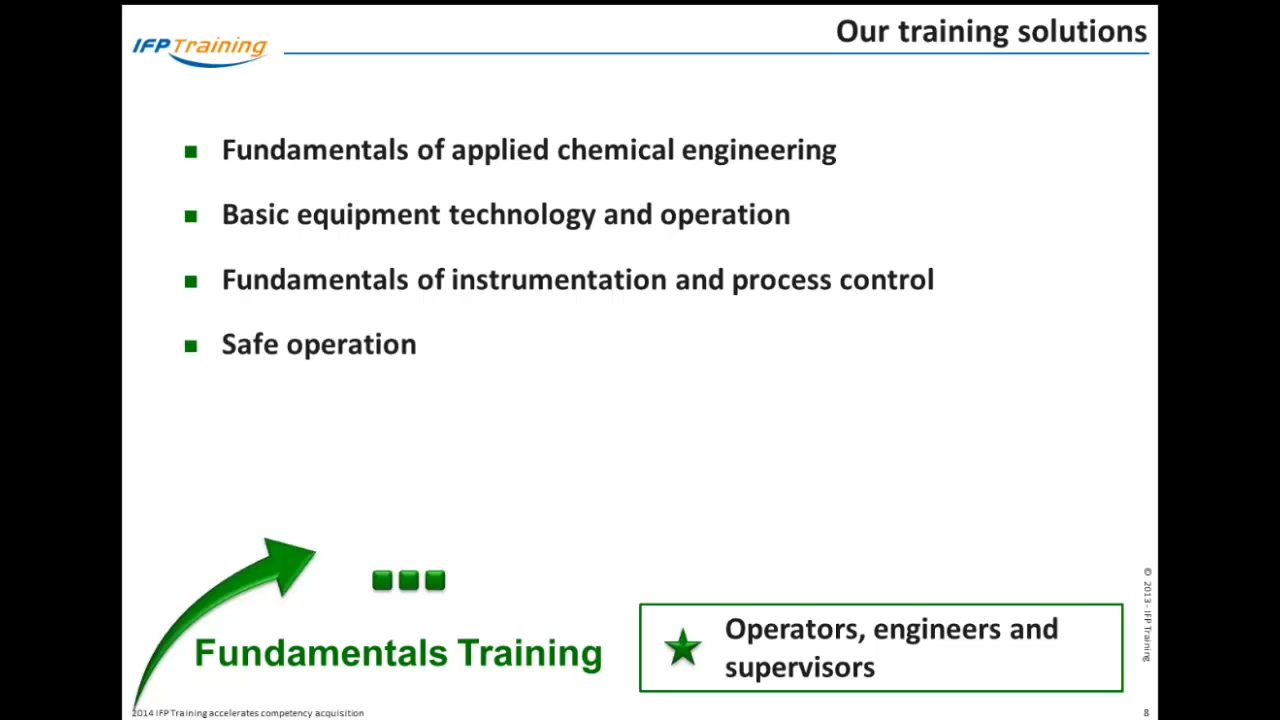 IFP Training
Our training solutions
Fundamentals of applied chemical engineering
Basic equipment technology and operation
Fundamentals of instrumentation and process control
Safe operation
Fundamentals Training
Operators, engineers and
supervisors
© 2013 - IFP Training
2014 IFP Training accelerates competency acquisition
8